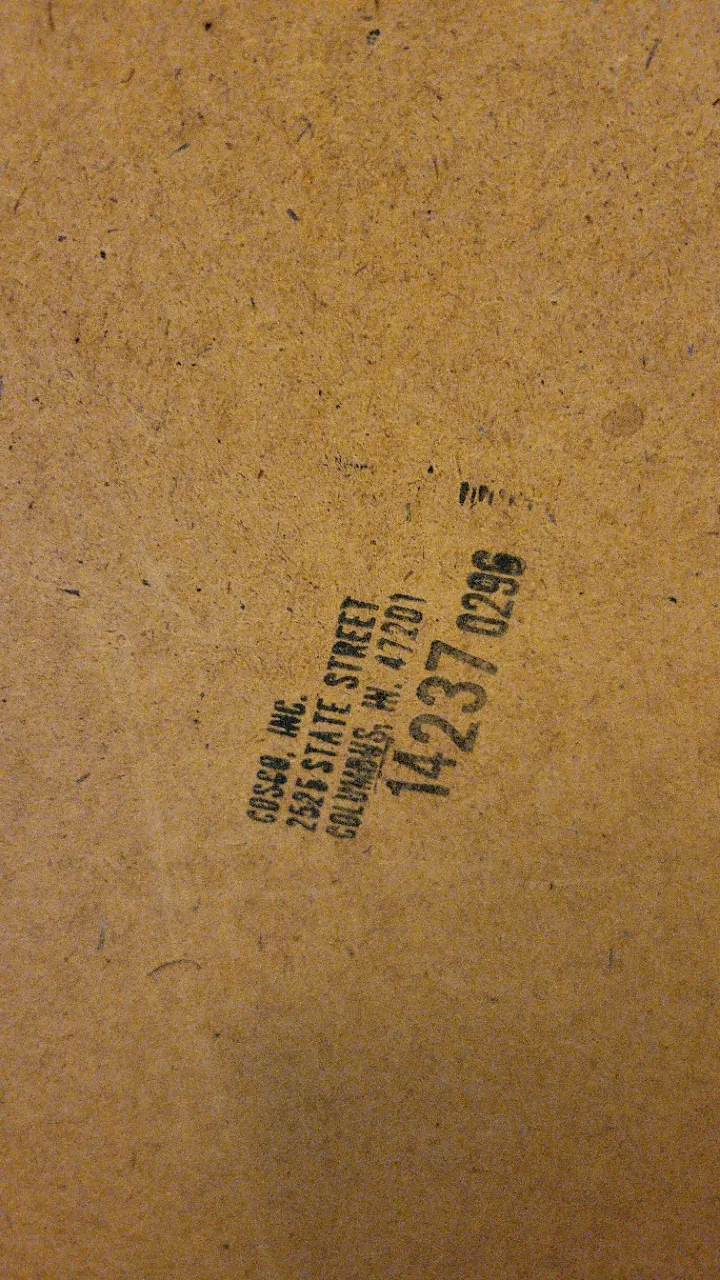 COSCO, INC.
2525 STATE STREET
COLUMBUS, IN. 47201
14237 0296